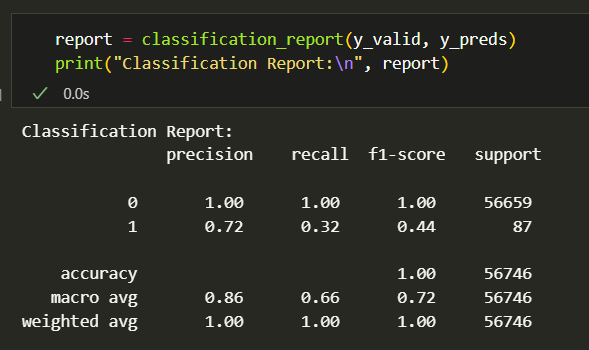 report = classification_report(y_valid, y_preds)
print("Classification Report:\n", report)
0.0s
Classification Report:
precision recall f1-score support
0 1.00 1.00 1.00 56659
1 0.72 0.32 0.44 87
accuracy 1.00 56746
macro avg 0.86 0.66 0.72 56746
weighted avg 1.00 1.00 1.00 56746